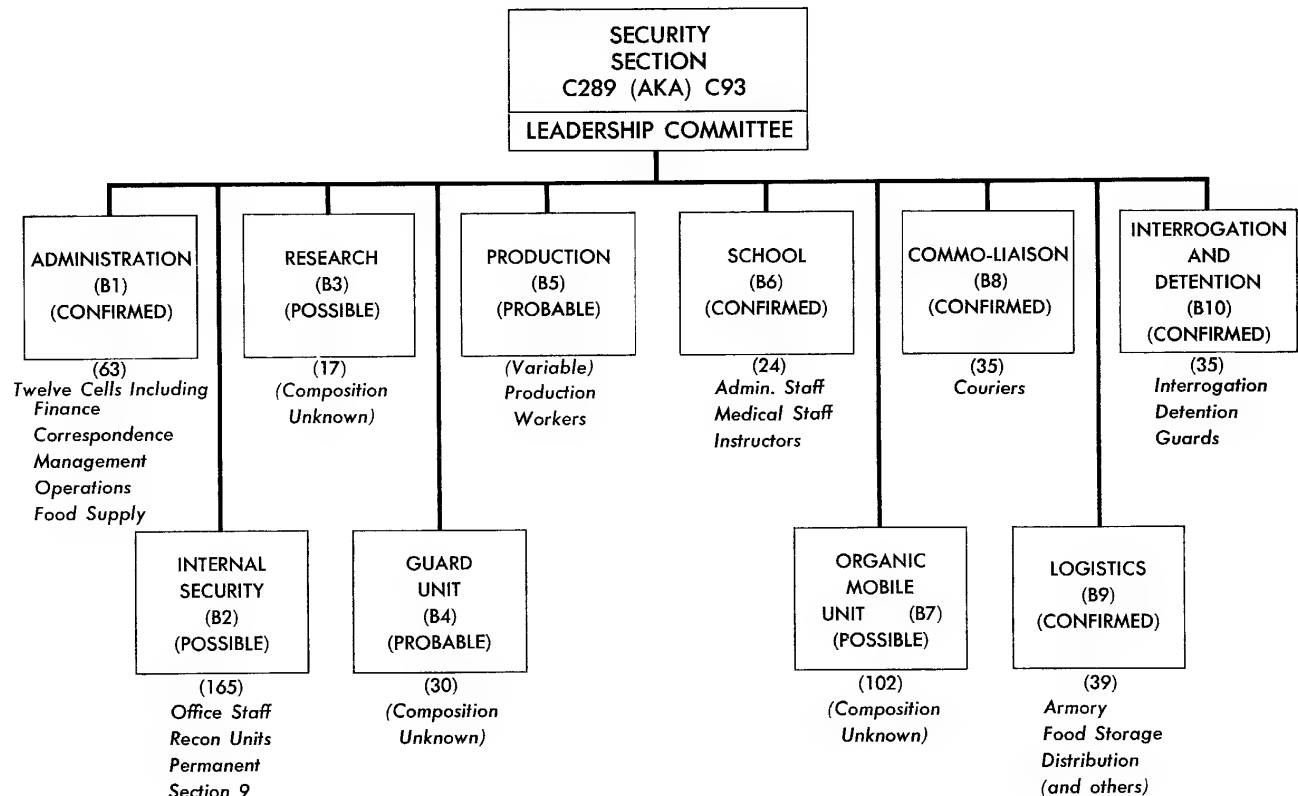 SECURITY
SECTION
C289 (AKA) C93
LEADERSHIP COMMITTEE
ADMINISTRATION
(B1)
(CONFIRMED)
(63)
Twelve Cells Including
Finance
Correspondence
Management
Operations
Food Supply
RESEARCH
(B3)
(POSSIBLE)
(17)
(Composition
Unknown)
PRODUCTION
(B5)
(PROBABLE)
(Variable)
Production
Workers
SCHOOL
(B6)
(CONFIRMED)
(24)
Admin. Staff
Medical Staff
Instructors
COMMO-LIAISON
(B8)
(CONFIRMED)
(35)
Couriers
INTERROGATION
AND
DETENTION
(B10)
(CONFIRMED)
(35)
Interrogation
Detention
Guards
INTERNAL
SECURITY
(B2)
(POSSIBLE)
(165)
Office Staff
Recon Units
Permanent
Section 9
GUARD
UNIT
(B4)
(PROBABLE)
(30)
(Composition
Unknown)
ORGANIC
MOBILE
UNIT (B7)
(POSSIBLE)
(102)
(Composition
Unknown)
LOGISTICS
(B9)
(CONFIRMED)
(39)
Armory
Food Storage
Distribution
(and others)